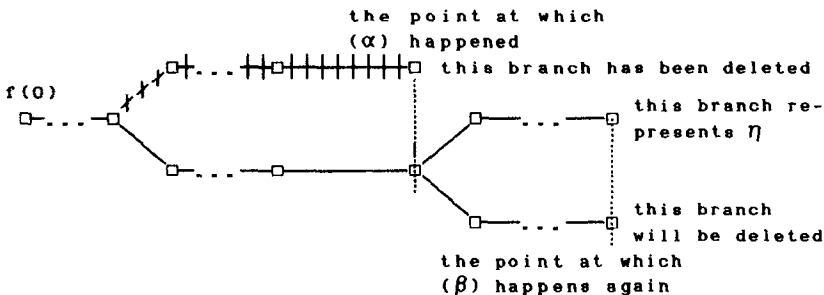 the point at which
(α) happened
this branch has been deleted
f(0)
this branch re-
presents η
this branch
will be deleted
the point at which
(β) happens again